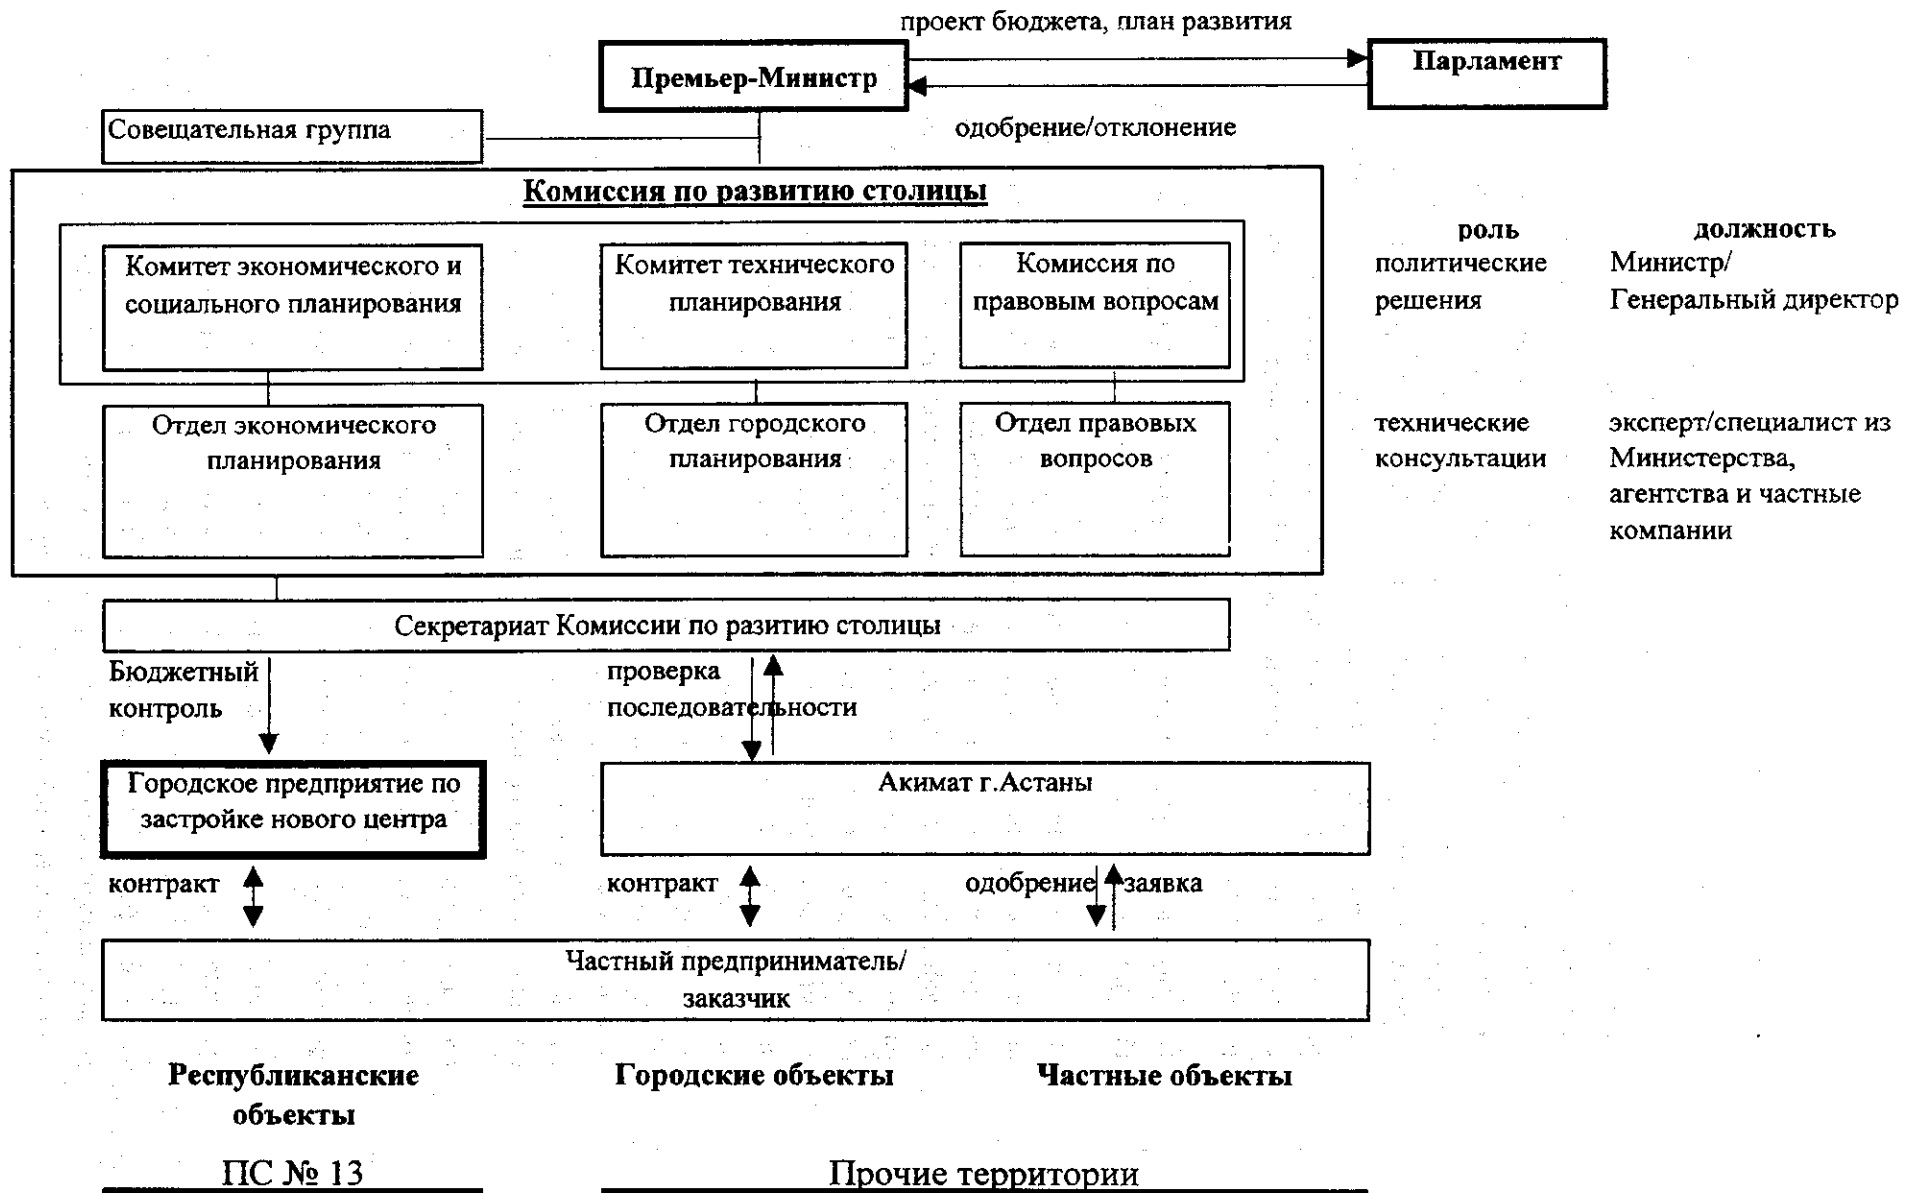 проект бюджета, план развития
Премьер-Министр
Парламент
Совещательная группа
одобрение/отклонение
Комиссия по развитию столицы
Комитет экономического и
социального планирования
Комитет технического
планирования
Комиссия по
правовым вопросам
роль
должность
политические
решения
Министр/
Генеральный директор
Отдел экономического
планирования
Отдел городского
планирования
Отдел правовых
вопросов
технические
консультации
эксперт/специалист из
Министерства,
агентства и частные
компании
Секретариат Комиссии по разитию столицы
Бюджетный
контроль
проверка
последовательности
Городское предприятие по
застройке нового центра
Акимат г.Астаны
контракт
контракт
одобрение
заявка
Частный предприниматель/
заказчик
Республиканские
объекты
Городские объекты
Частные объекты
ПС № 13
Прочие территории